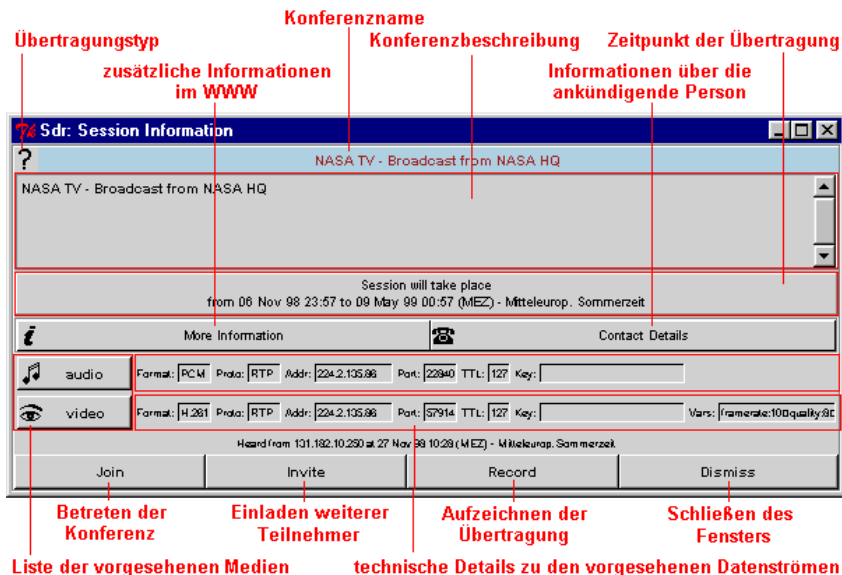 Konferenzname
Übertragungstyp
Konferenzbeschreibung
Zeitpunkt der Übertragung
zusätzliche Informationen
im WWW
Informationen über die
ankündigende Person
Sdr: Session Information
?
NASA TV - Broadcast from NASA HQ
NASA TV - Broadcast from NASA HQ
Session will take place
from 06 Nov 98 23:57 to 09 May 99 00:57 (MEZ) - Mitteleurop. Sommerzeit
i More Information
Contact Details
audio Format: PCM Proto: RTP Addr: 224.2.135.86 Port: 22840 TTL: 127 Key:
video Format: H.261 Proto: RTP Addr: 224.2.135.86 Port: 57914 TTL: 127 Key: Vars: framerate:10 quality:80
Heard from 131.182.10.250 at 27 Nov 98 10:28 (MEZ) - Mitteleurop. Sommerzeit
Join Invite Record Dismiss
Betreten der
Konferenz
Einladen weiterer
Teilnehmer
Aufzeichnen der
Übertragung
Schließen des
Fensters
Liste der vorgesehenen Medien
technische Details zu den vorgesehenen Datenströmen